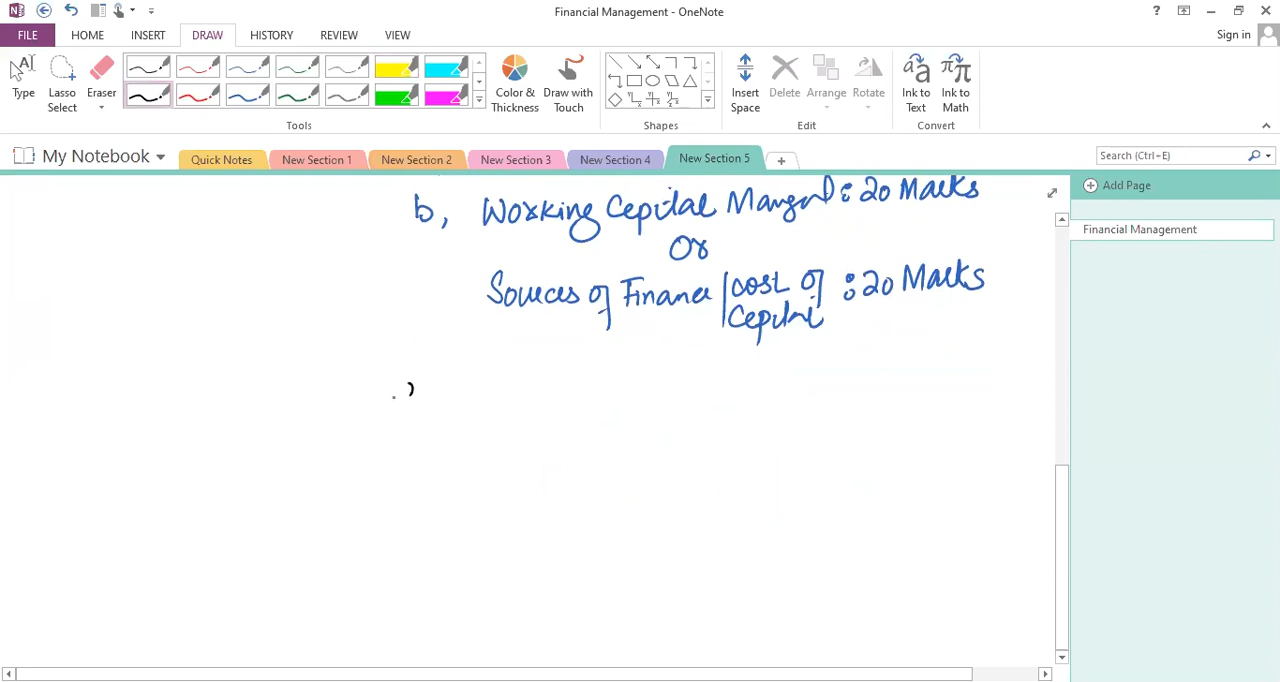 Financial Management - OneNote
FILE HOME INSERT DRAW HISTORY REVIEW VIEW Sign in
Type Lasso Select Eraser Color & Thickness Draw with Touch Insert Space Delete Arrange Rotate Ink to Text Ink to Math
Tools Shapes Edit Convert
My Notebook Quick Notes New Section 1 New Section 2 New Section 3 New Section 4 New Section 5 Search (Ctrl+E)
Add Page
Financial Management
b, Working Cepital : 20 Marks
Or
Sources of Finance | cost of : 20 Marks
Cepital